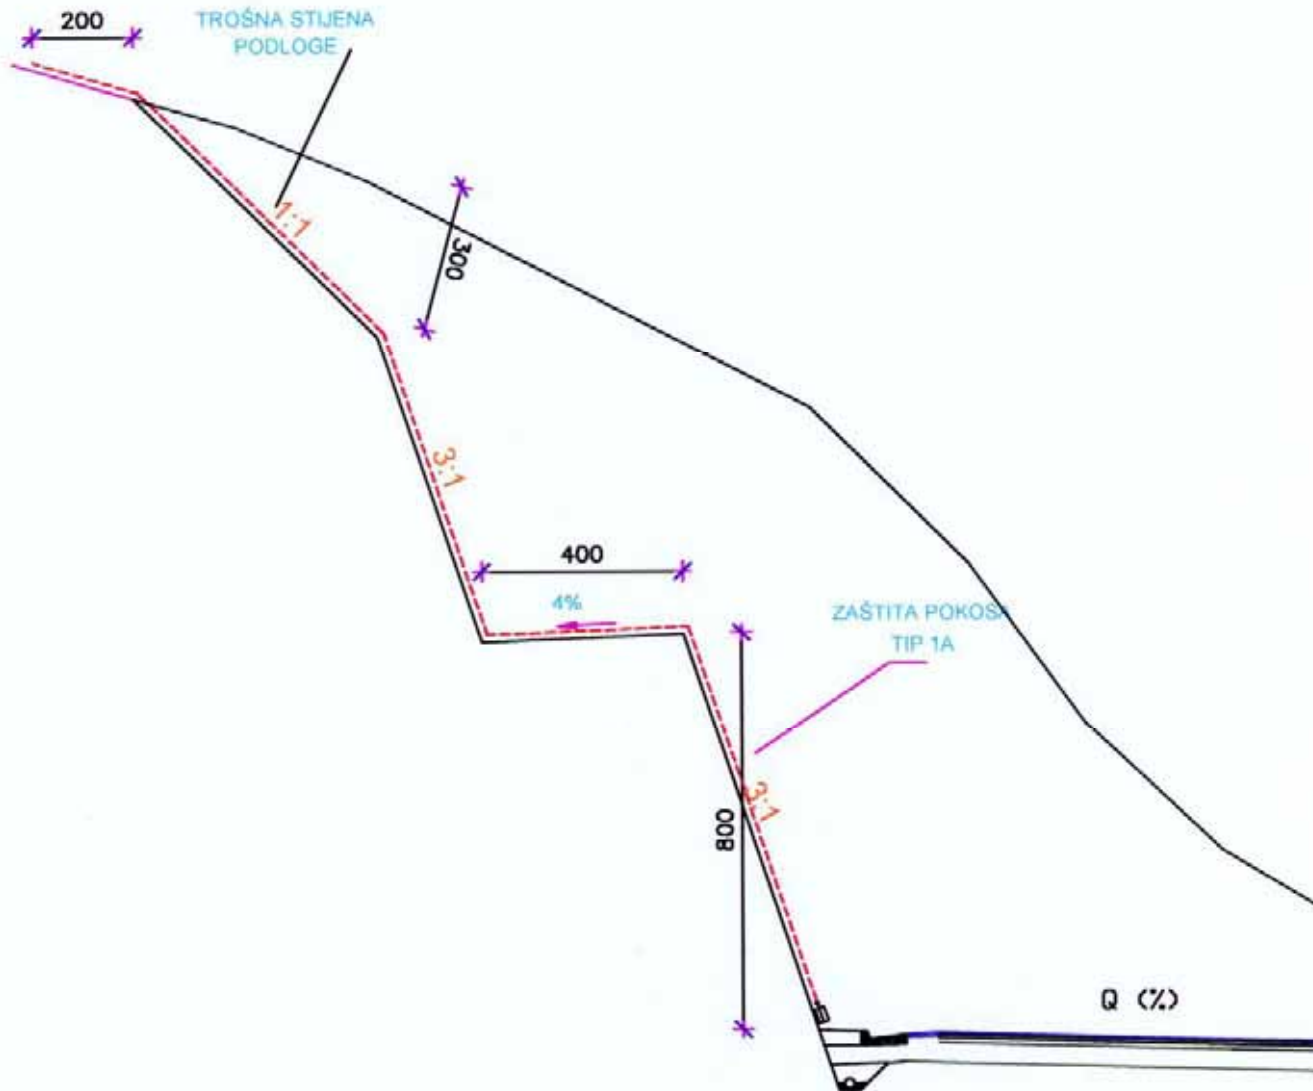 200
TROŠNA STIJENA
PODLOGE
1:1
300
3:1
400
4%
ZAŠTITA POKOSA
TIP 1A
3:1
800
Q (%)